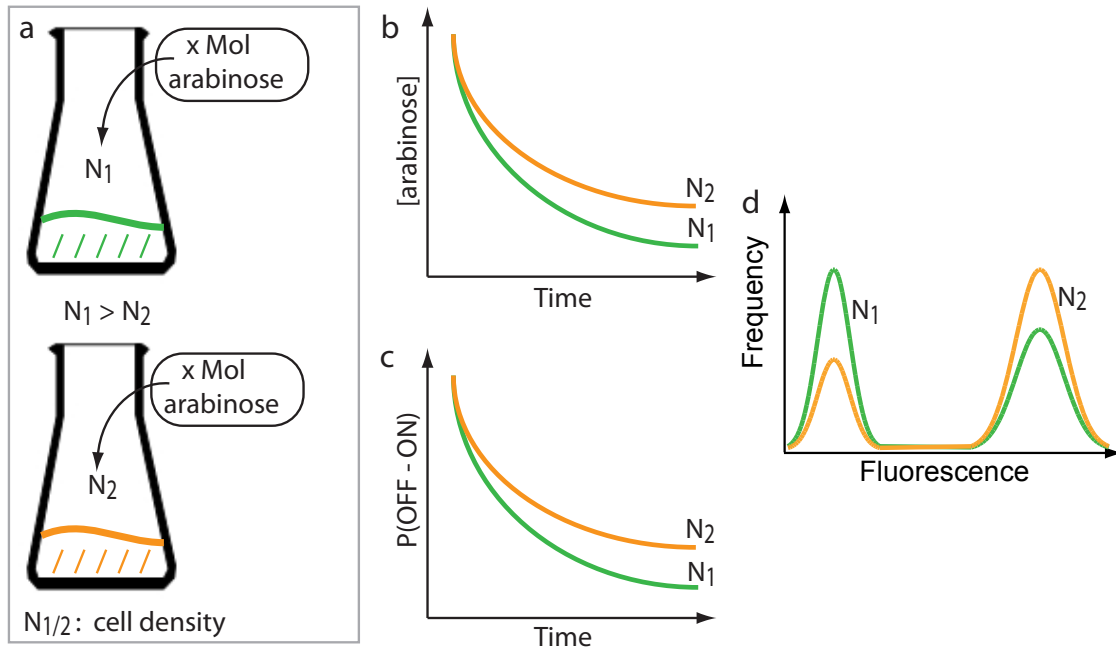 a
x Mol
arabinose
N1
N1 > N2
x Mol
arabinose
N2
N1/2 : cell density
b
[arabinose]
N2
N1
Time
c
P(OFF - ON)
N2
N1
Time
d
Frequency
N1
N2
Fluorescence